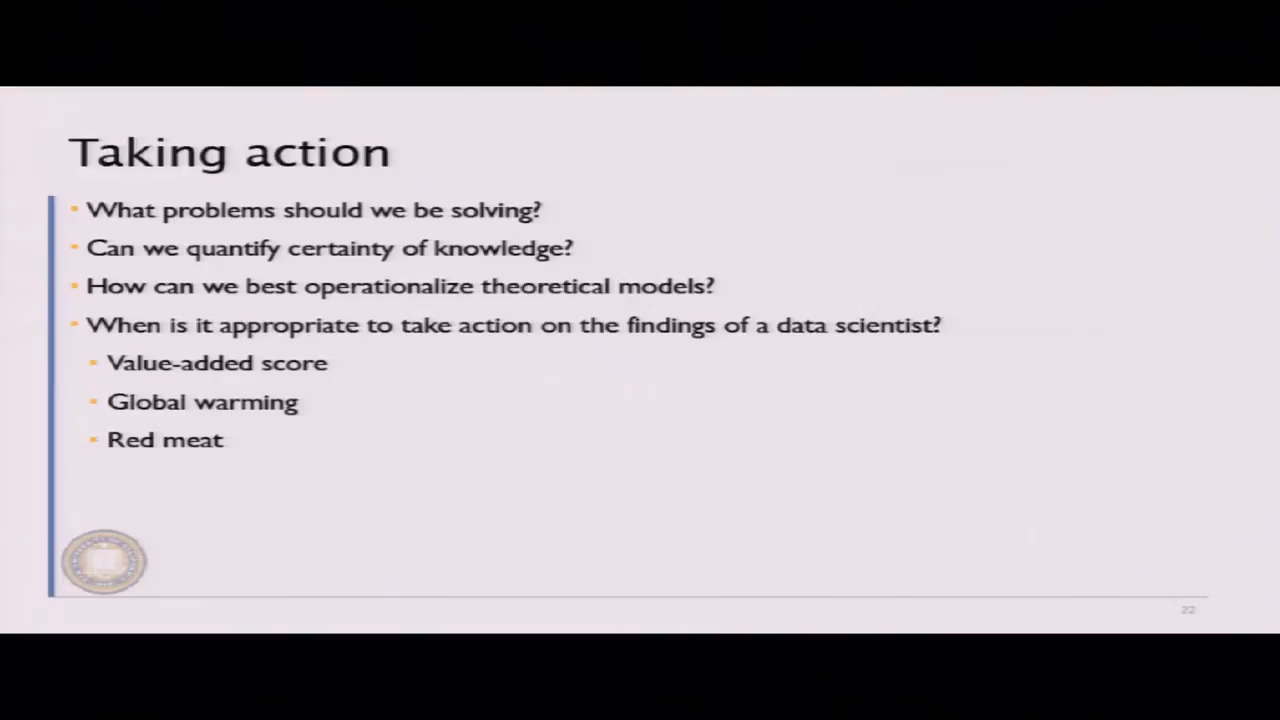 Taking action
What problems should we be solving?
Can we quantify certainty of knowledge?
How can we best operationalize theoretical models?
When is it appropriate to take action on the findings of a data scientist?
Value-added score
Global warming
Red meat
22